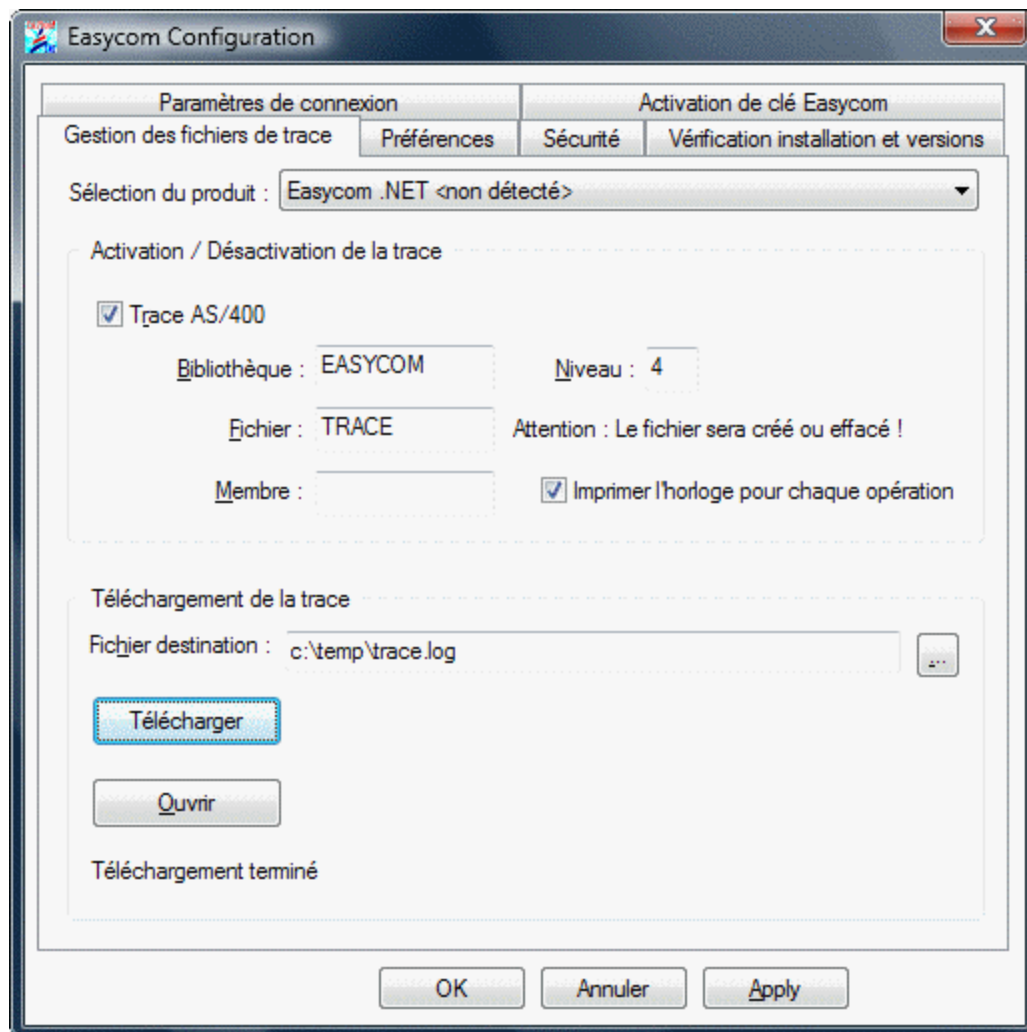 Easycom Configuration
Paramètres de connexion Activation de clé Easycom
Gestion des fichiers de trace Préférences Sécurité Vérification installation et versions
Sélection du produit : Easycom .NET <non détecté>
Activation / Désactivation de la trace
Trace AS/400
Bibliothèque : EASYCOM Niveau : 4
Fichier : TRACE Attention : Le fichier sera créé ou effacé !
Membre : Imprimer l'horloge pour chaque opération
Téléchargement de la trace
Fichier destination : c:\temp\trace.log ...
Télécharger
Ouvrir
Téléchargement terminé
OK Annuler Apply